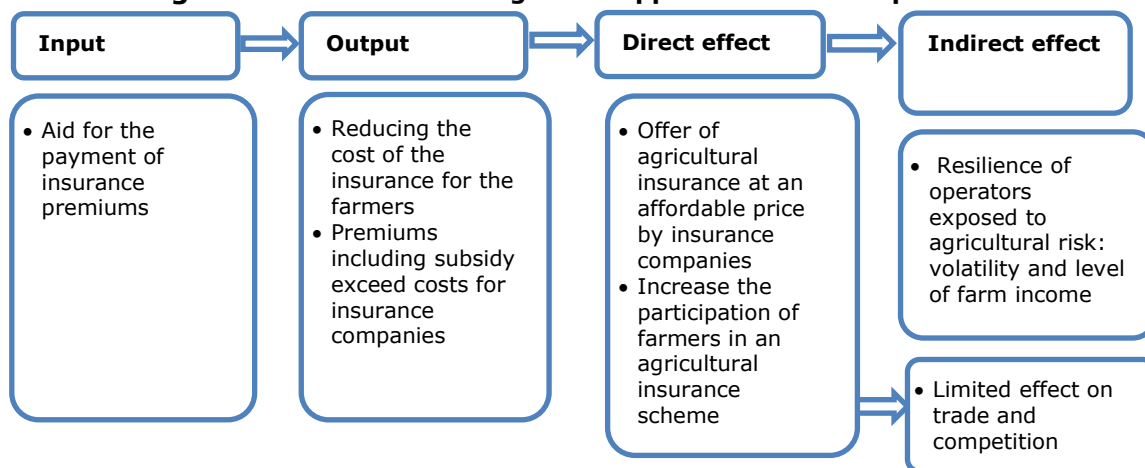 Input
Output
Direct effect
Indirect effect
• Aid for the
payment of
insurance
premiums
• Reducing the
cost of the
insurance for the
farmers
• Premiums
including subsidy
exceed costs for
insurance
companies
• Offer of
agricultural
insurance at an
affordable price
by insurance
companies
• Increase the
participation of
farmers in an
agricultural
insurance
scheme
• Resilience of
operators
exposed to
agricultural risk:
volatility and level
of farm income
• Limited effect on
trade and
competition